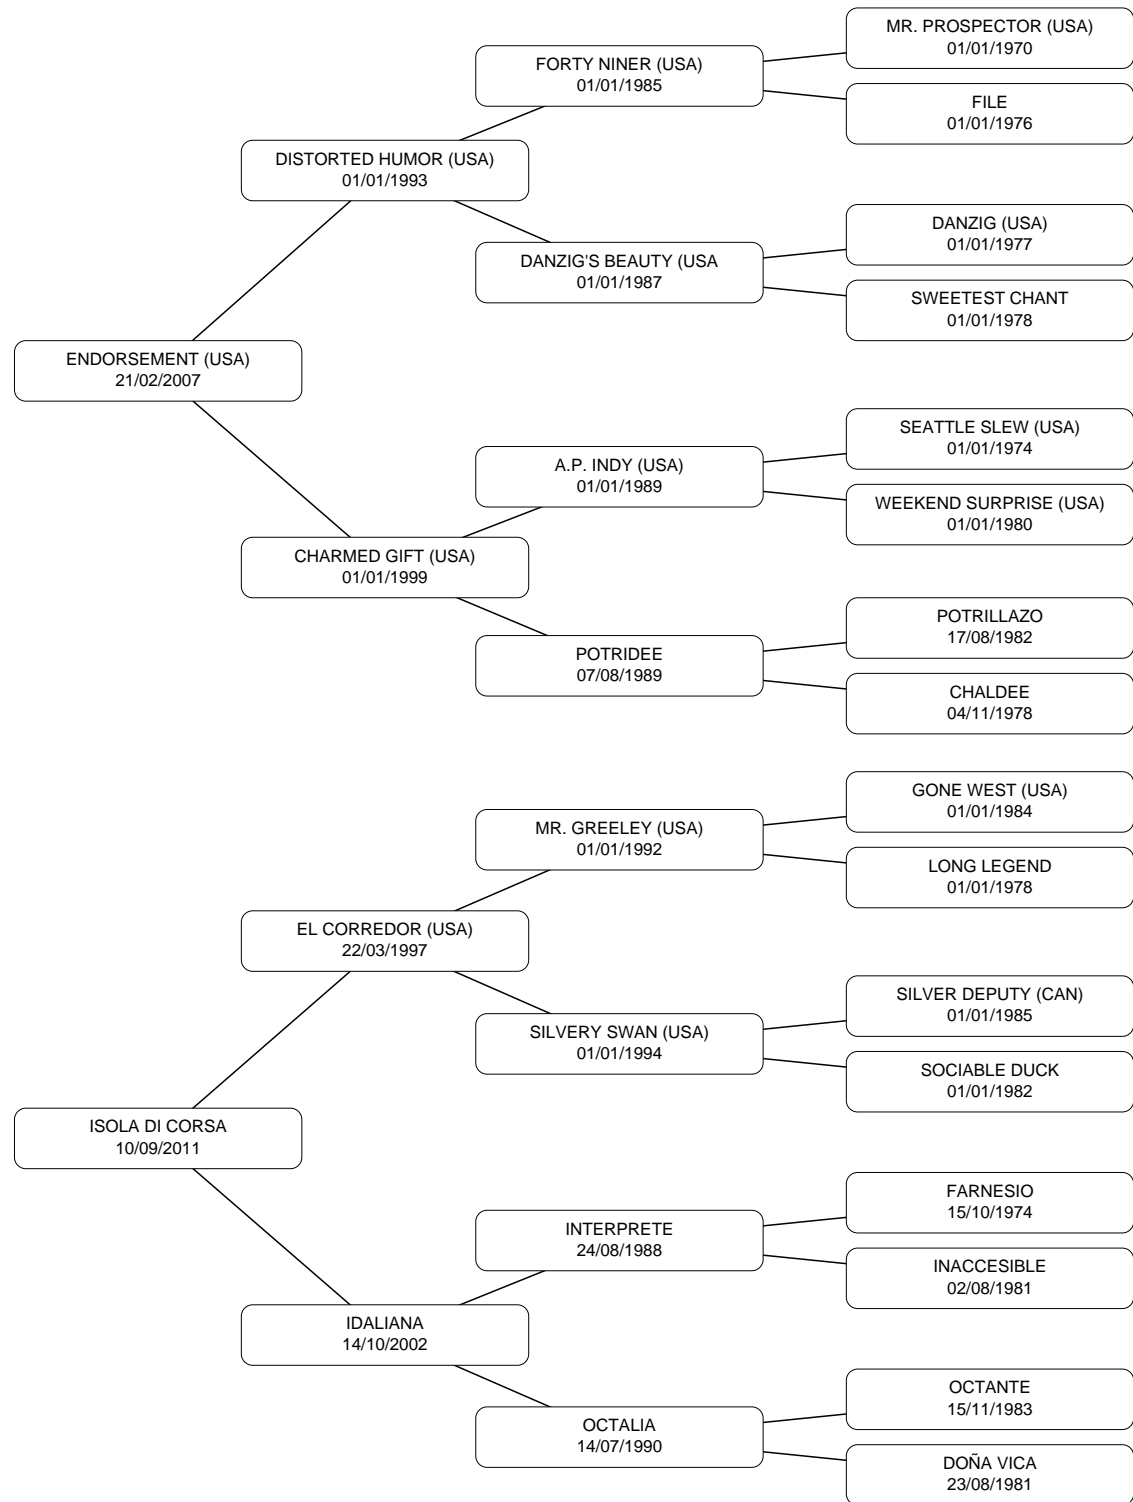 MR. PROSPECTOR (USA)
01/01/1970
FORTY NINER (USA)
01/01/1985
FILE
01/01/1976
DISTORTED HUMOR (USA)
01/01/1993
DANZIG (USA)
01/01/1977
DANZIG'S BEAUTY (USA
01/01/1987
SWEETEST CHANT
01/01/1978
ENDORSEMENT (USA)
21/02/2007
SEATTLE SLEW (USA)
01/01/1974
A.P. INDY (USA)
01/01/1989
WEEKEND SURPRISE (USA)
01/01/1980
CHARMED GIFT (USA)
01/01/1999
POTRILLAZO
17/08/1982
POTRIDEE
07/08/1989
CHALDEE
04/11/1978
GONE WEST (USA)
01/01/1984
MR. GREELEY (USA)
01/01/1992
LONG LEGEND
01/01/1978
EL CORREDOR (USA)
22/03/1997
SILVER DEPUTY (CAN)
01/01/1985
SILVERY SWAN (USA)
01/01/1994
SOCIABLE DUCK
01/01/1982
ISOLA DI CORSA
10/09/2011
FARNESIO
15/10/1974
INTERPRETE
24/08/1988
INACCESIBLE
02/08/1981
IDALIANA
14/10/2002
OCTANTE
15/11/1983
OCTALIA
14/07/1990
DOÑA VICA
23/08/1981